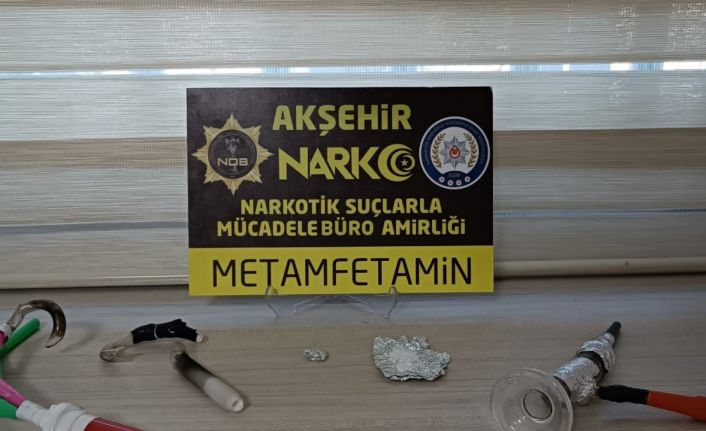 AKŞEHİR
NDB
NARKO
NARKOTİK SUÇLARLA
MÜCADELE BÜRO AMİRLİĞİ
METAMFETAMİN